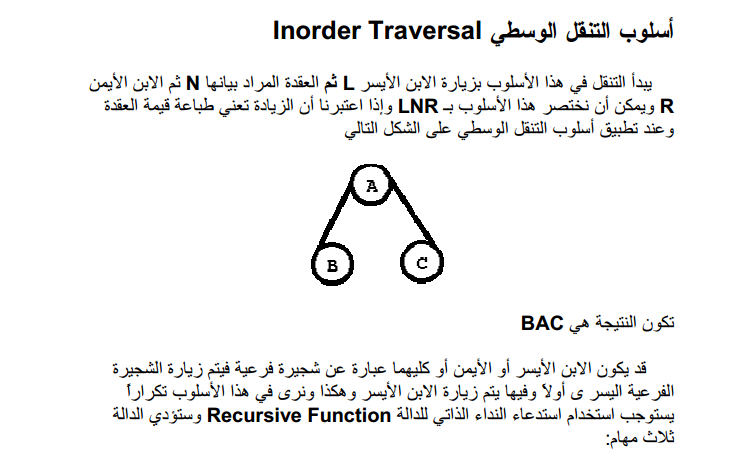 أسلوب التنقل الوسطي Inorder Traversal
يبدأ التنقل في هذا الأسلوب بزيارة الابن الأيسر L ثم العقدة المراد بيانها N ثم الابن الأيمن
R ويمكن أن نختصر هذا الأسلوب بـ LNR وإذا اعتبرنا أن الزيادة تعني طباعة قيمة العقدة
وعند تطبيق أسلوب التنقل الوسطي على الشكل التالي
A
B
C
تكون النتيجة هي BAC
قد يكون الابن الأيسر أو الأيمن أو كليهما عبارة عن شجيرة فرعية فيتم زيارة الشجيرة
الفرعية اليسر ى أولاً وفيها يتم زيارة الابن الأيسر وهكذا ونرى في هذا الأسلوب تكراراً
يستوجب استخدام استدعاء النداء الذاتي للدالة Recursive Function وستؤدي الدالة
ثلاث مهام: